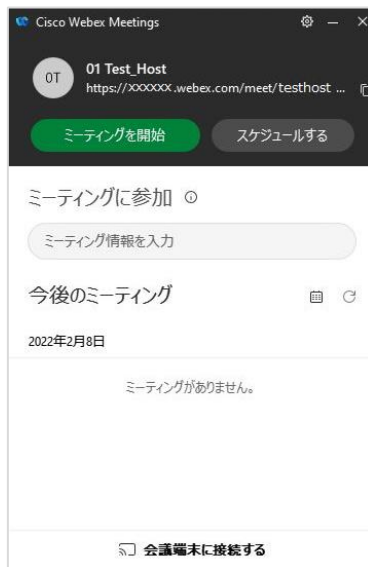 Cisco Webex Meetings
OT
01 Test_Host
https://xxxxxx.webex.com/meet/testhost ...
ミーティングを開始
スケジュールする
ミーティングに参加
ミーティング情報を入力
今後のミーティング
2022年2月8日
ミーティングがありません。
会議端末に接続する